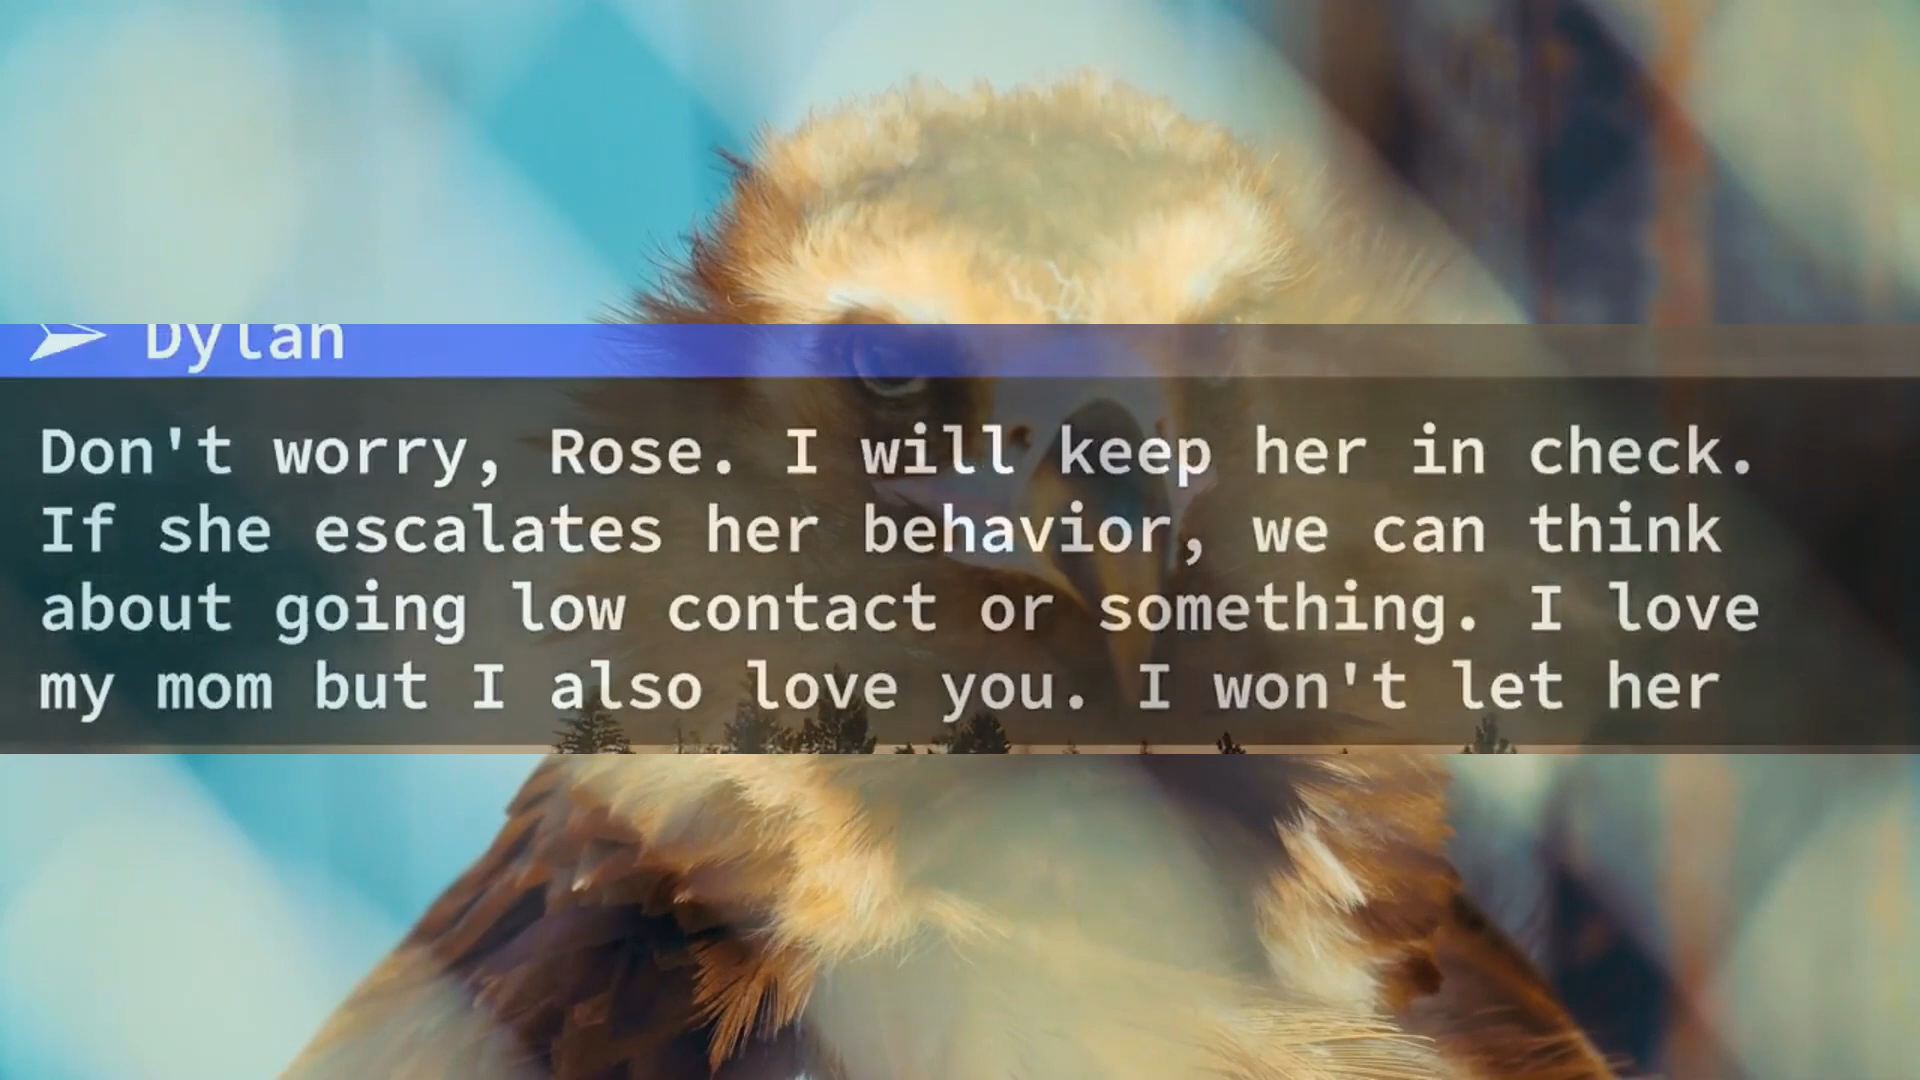 Dylan
Don't worry, Rose. I will keep her in check.
If she escalates her behavior, we can think
about going low contact or something. I love
my mom but I also love you. I won't let her